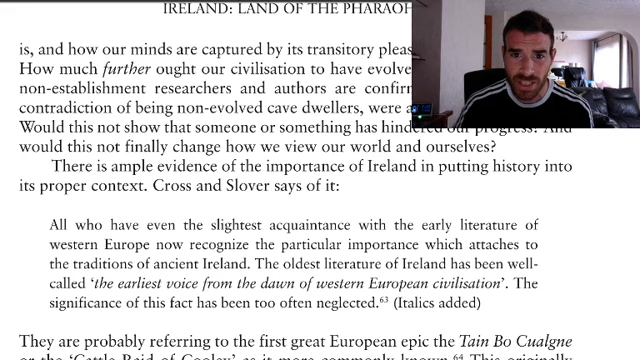 IRELAND: LAND OF THE PHARAOH
is, and how our minds are captured by its transitory
How much further ought our civilisation to have
non-establishment researchers and authors are
contradiction of being non-evolved cave dwellers, were
Would this not show that someone or something has hindered our progress? And
would this not finally change how we view our world and ourselves?
There is ample evidence of the importance of Ireland in putting history into
its proper context. Cross and Slover says of it:
All who have even the slightest acquaintance with the early literature of
western Europe now recognize the particular importance which attaches to
the traditions of ancient Ireland. The oldest literature of Ireland has been well-
called ‘the earliest voice from the dawn of western European civilisation’. The
significance of this fact has been too often neglected.⁶³ (Italics added)
They are probably referring to the first great European epic the Tain Bo Cualgne
or the ‘Cattle Raid of Cooley’ as it more commonly known.⁶⁴ This originally